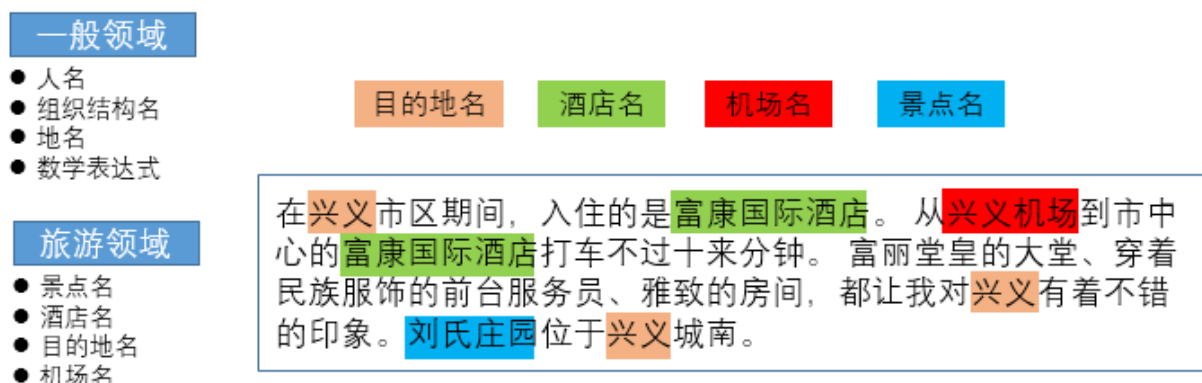 一般领域
● 人名
● 组织结构名
● 地名
● 数学表达式
旅游领域
● 景点名
● 酒店名
● 目的地名
● 机场名
目的地名 酒店名 机场名 景点名
在兴义市区期间，入住的是富康国际酒店。从兴义机场到市中
心的富康国际酒店打车不过十来分钟。富丽堂皇的大堂、穿着
民族服饰的前台服务员、雅致的房间，都让我对兴义有着不错
的印象。刘氏庄园位于兴义城南。